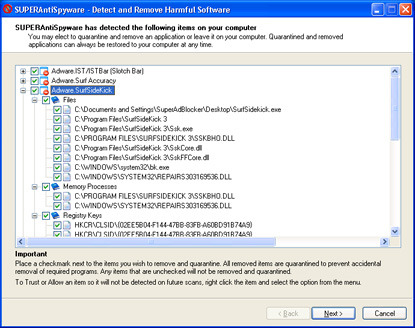 SUPERAntiSpyware - Detect and Remove Harmful Software
SUPERAntiSpyware has detected the following items on your computer
You may elect to quarantine and remove an application or leave it on your computer. Quarantined and removed
applications can always be restored to your computer at any time.
Adware.IST/ISTBar (Slotch Bar)
Adware.Surf Accuracy
Adware.SurfSideKick
Files
C:\Documents and Settings\SuperAdBlocker\Desktop\SurfSideKick.exe
C:\Program Files\SurfSideKick 3
C:\Program Files\SurfSideKick 3\Ssk.exe
C:\PROGRAM FILES\SURFSIDEKICK 3\SSKBHO.DLL
C:\Program Files\SurfSideKick 3\SskCore.dll
C:\Program Files\SurfSideKick 3\SskFFCore.dll
C:\WINDOWS\system32\bk.exe
C:\WINDOWS\SYSTEM32\REPAIRS303169536.DLL
Memory Processes
C:\PROGRAM FILES\SURFSIDEKICK 3\SSKBHO.DLL
C:\WINDOWS\SYSTEM32\REPAIRS303169536.DLL
Registry Keys
HKCR\CLSID\{02EE5B04-F144-47BB-83FB-A60BD91B74A9}
Important
Place a checkmark next to the items you wish to remove and quarantine. All removed items are quarantined to prevent accidental
removal of required programs. Any items that are unchecked will not be removed and quarantined.
To Trust or Allow an item so it will not be detected on future scans, right click the item and select the option from the menu.
< Back
Next >
Cancel